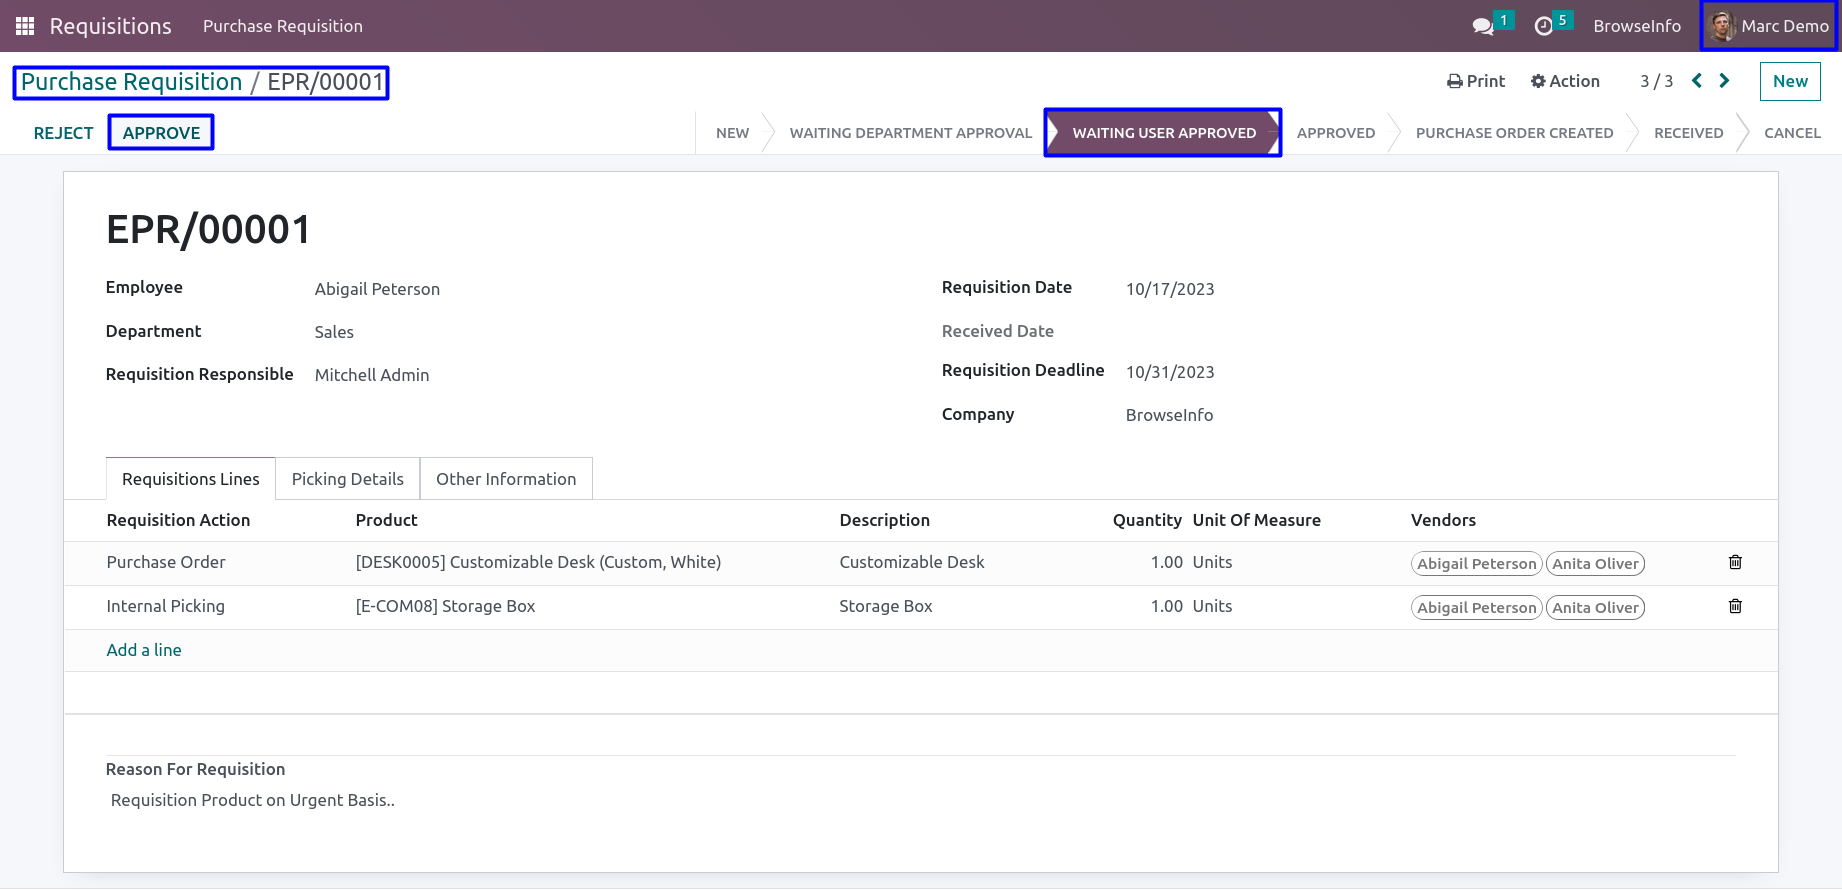 Requisitions Purchase Requisition 1 5 BrowseInfo Marc Demo
Purchase Requisition / EPR/00001 Print Action 3 / 3 New
REJECT APPROVE NEW WAITING DEPARTMENT APPROVAL WAITING USER APPROVED APPROVED PURCHASE ORDER CREATED RECEIVED CANCEL
EPR/00001
Employee Abigail Peterson Requisition Date 10/17/2023
Department Sales Received Date
Requisition Responsible Mitchell Admin Requisition Deadline 10/31/2023
Company BrowseInfo
Requisitions Lines Picking Details Other Information
Requisition Action Product Description Quantity Unit Of Measure Vendors
Purchase Order [DESK0005] Customizable Desk (Custom, White) Customizable Desk 1.00 Units Abigail Peterson Anita Oliver
Internal Picking [E-COM08] Storage Box Storage Box 1.00 Units Abigail Peterson Anita Oliver
Add a line
Reason For Requisition
Requisition Product on Urgent Basis..